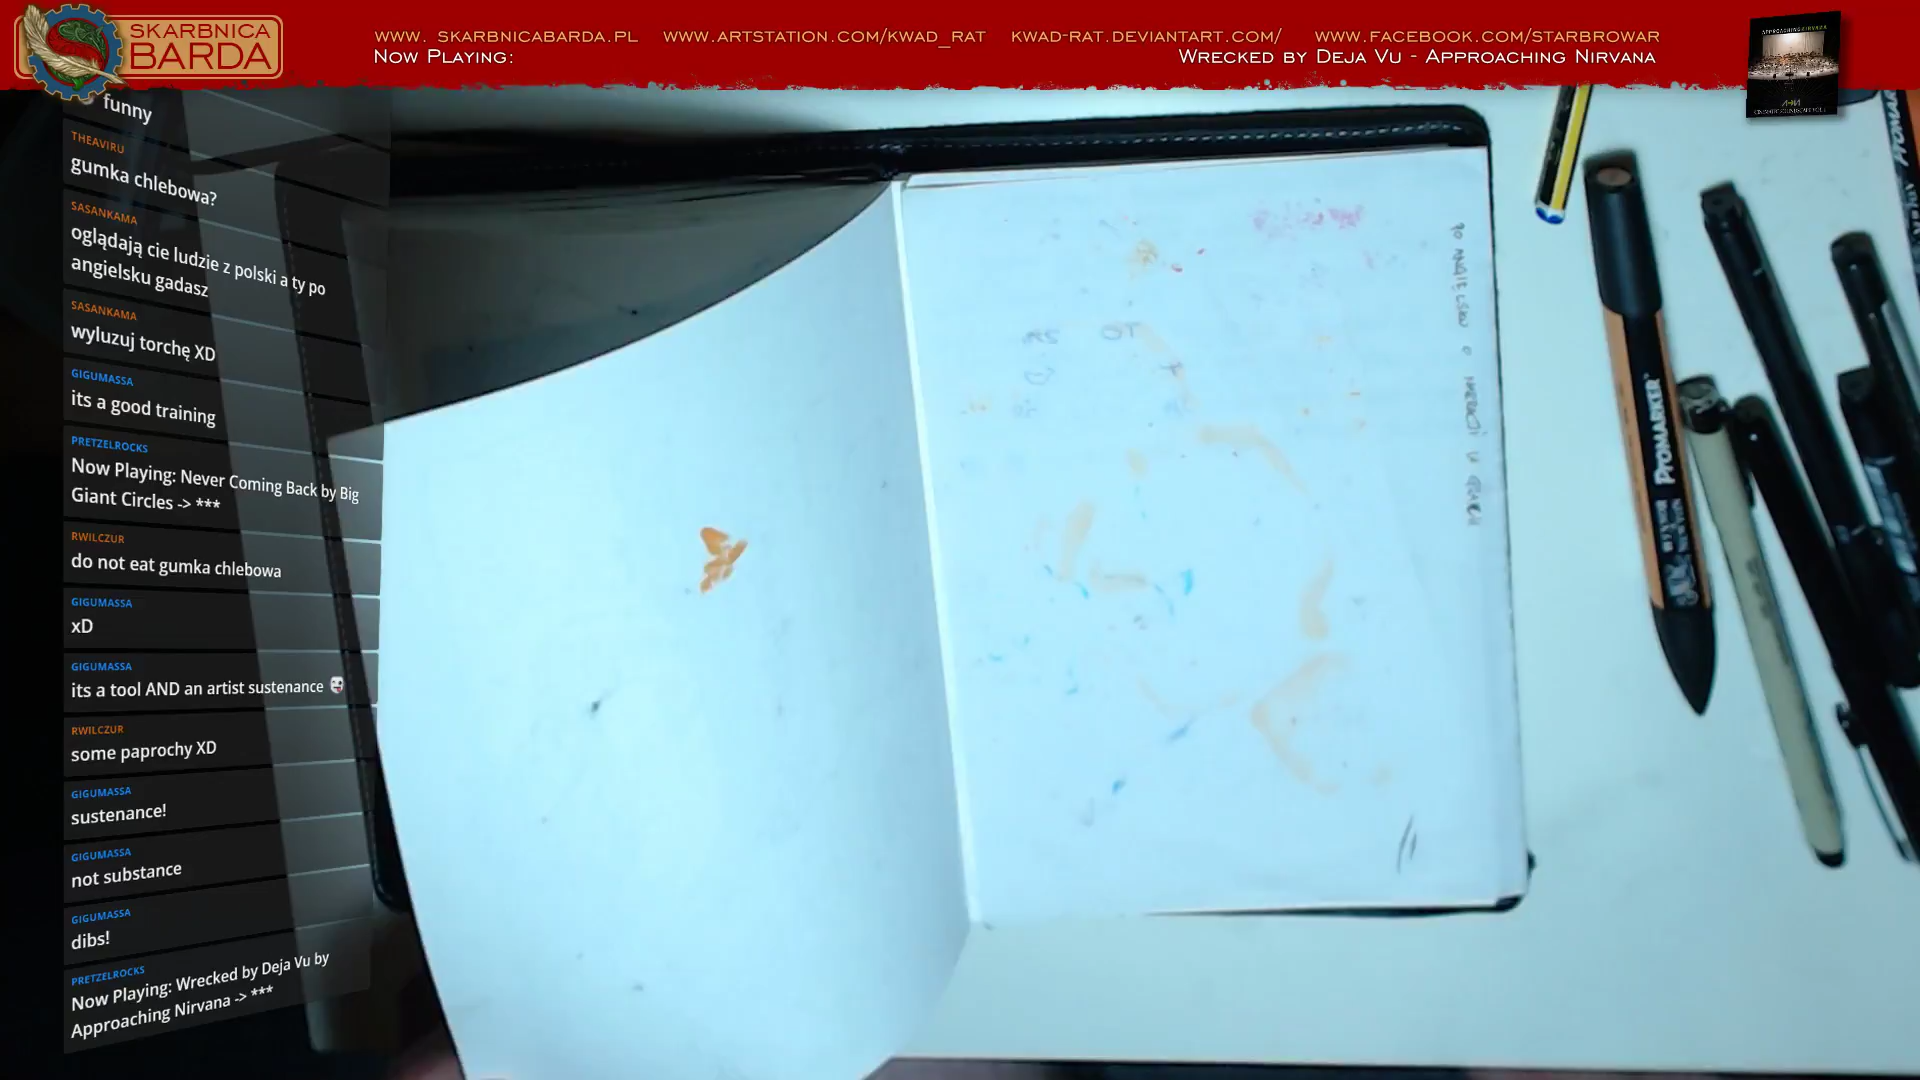 SKARBNICA
BARDA
WWW. SKARBNICABARDA.PL WWW.ARTSTATION.COM/KWAD_RAT KWAD-RAT.DEVIANTART.COM/ WWW.FACEBOOK.COM/STARBROWAR
NOW PLAYING: WRECKED BY DEJA VU - APPROACHING NIRVANA
APPROACHING NIRVANA
funny
THEAVIRU
gumka chlebowa?
SASANKAMA
oglądają cie ludzie z polski a ty po
angielsku gadasz
SASANKAMA
wyluzuj torchę XD
GIGUMASSA
its a good training
PRETZELROCKS
Now Playing: Never Coming Back by Big
Giant Circles -> ***
RWILCZUR
do not eat gumka chlebowa
GIGUMASSA
xD
GIGUMASSA
its a tool AND an artist sustenance
RWILCZUR
some paprochy XD
GIGUMASSA
sustenance!
GIGUMASSA
not substance
GIGUMASSA
dibs!
PRETZELROCKS
Now Playing: Wrecked by Deja Vu by
Approaching Nirvana -> ***
PROMARKER